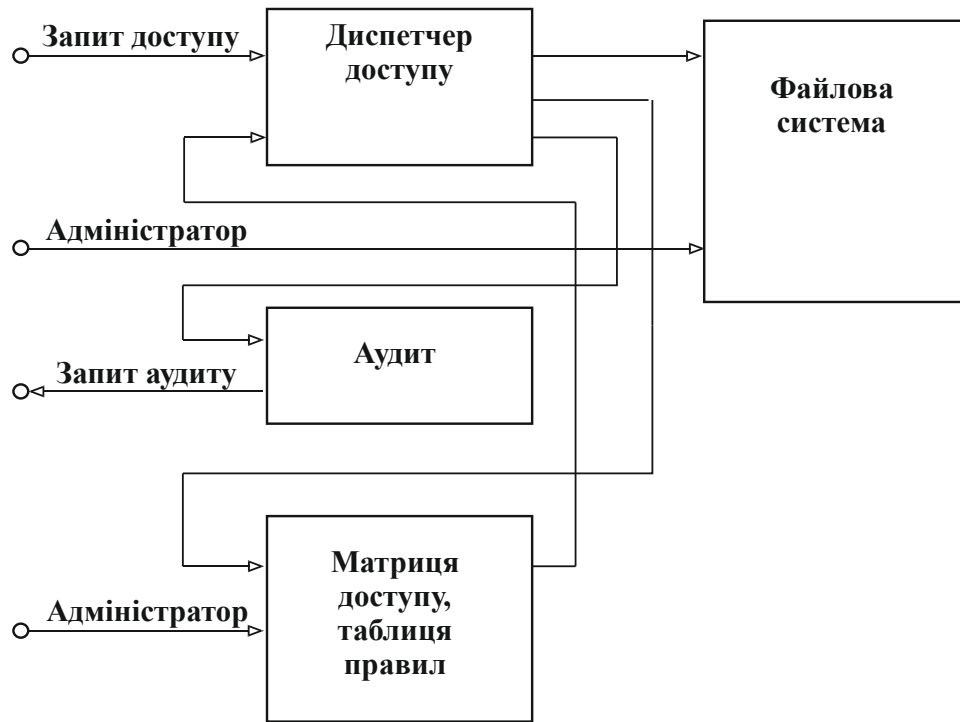 Запит доступу
Диспетчер
доступу
Файлова
система
Адміністратор
Аудит
Запит аудиту
Матриця
доступу,
таблиця
правил
Адміністратор